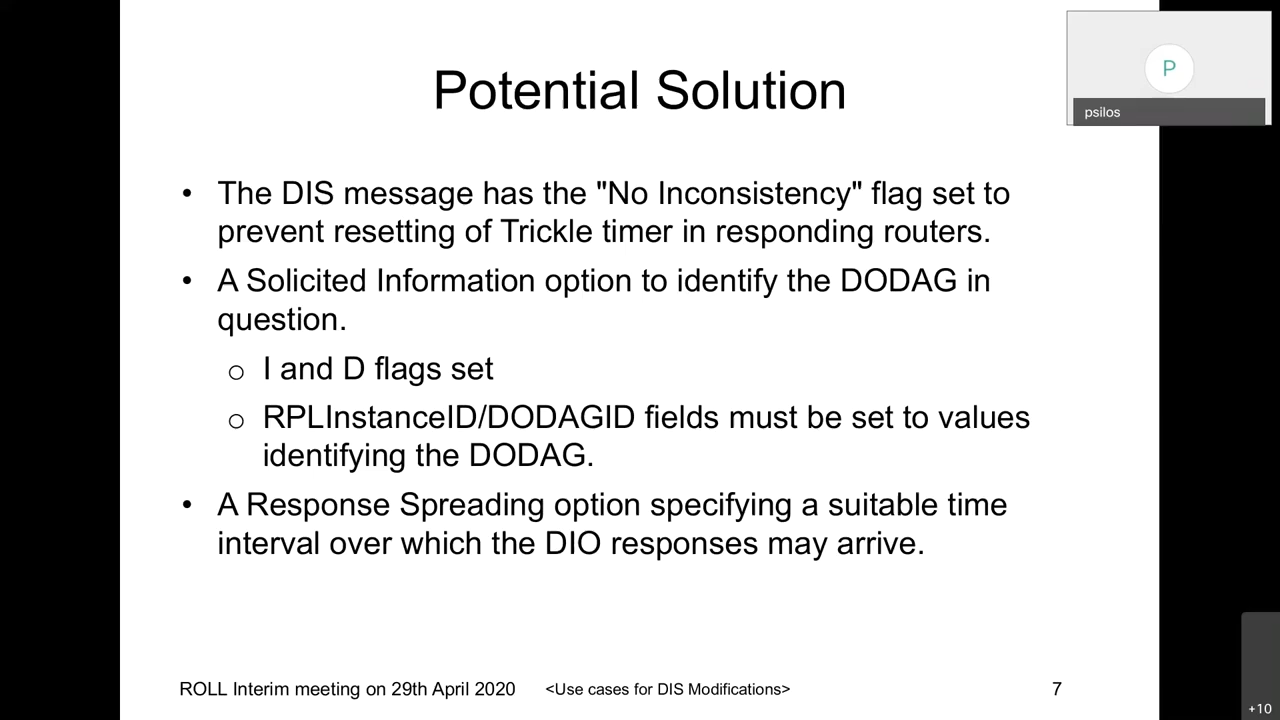 Potential Solution
P
psilos
• The DIS message has the "No Inconsistency" flag set to
prevent resetting of Trickle timer in responding routers.
• A Solicited Information option to identify the DODAG in
question.
o I and D flags set
o RPLInstanceID/DODAGID fields must be set to values
identifying the DODAG.
• A Response Spreading option specifying a suitable time
interval over which the DIO responses may arrive.
ROLL Interim meeting on 29th April 2020 <Use cases for DIS Modifications> 7
+10